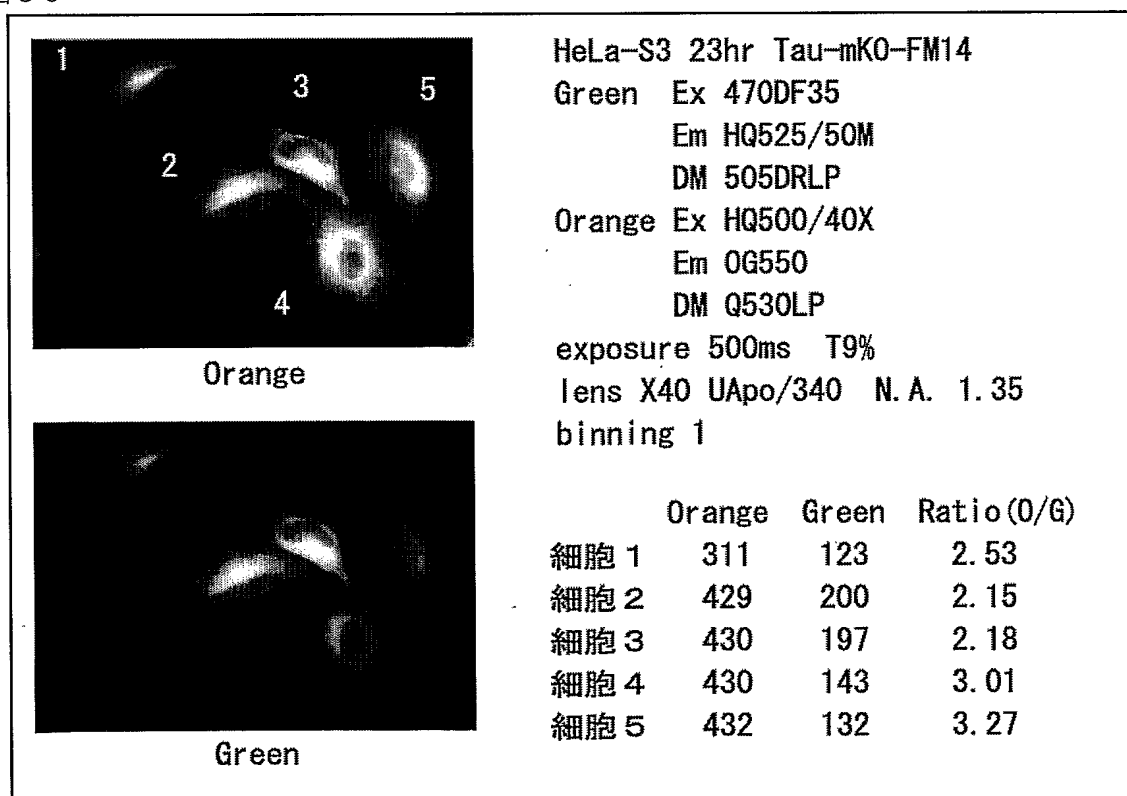 1
3
5
2
4
Orange
Green
HeLa-S3 23hr Tau-mKO-FM14
Green Ex 470DF35
Em HQ525/50M
DM 505DRLP
Orange Ex HQ500/40X
Em OG550
DM Q530LP
exposure 500ms T9%
lens X40 UApo/340 N.A. 1.35
binning 1
Orange Green Ratio(O/G)
細胞1 311 123 2.53
細胞2 429 200 2.15
細胞3 430 197 2.18
細胞4 430 143 3.01
細胞5 432 132 3.27